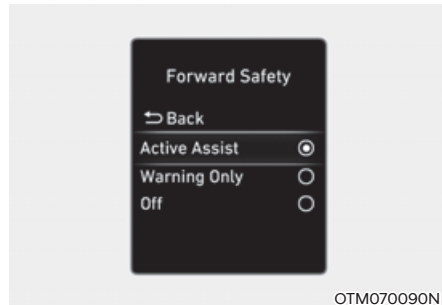 Forward Safety
Back
Active Assist
Warning Only
Off
OTM070090N